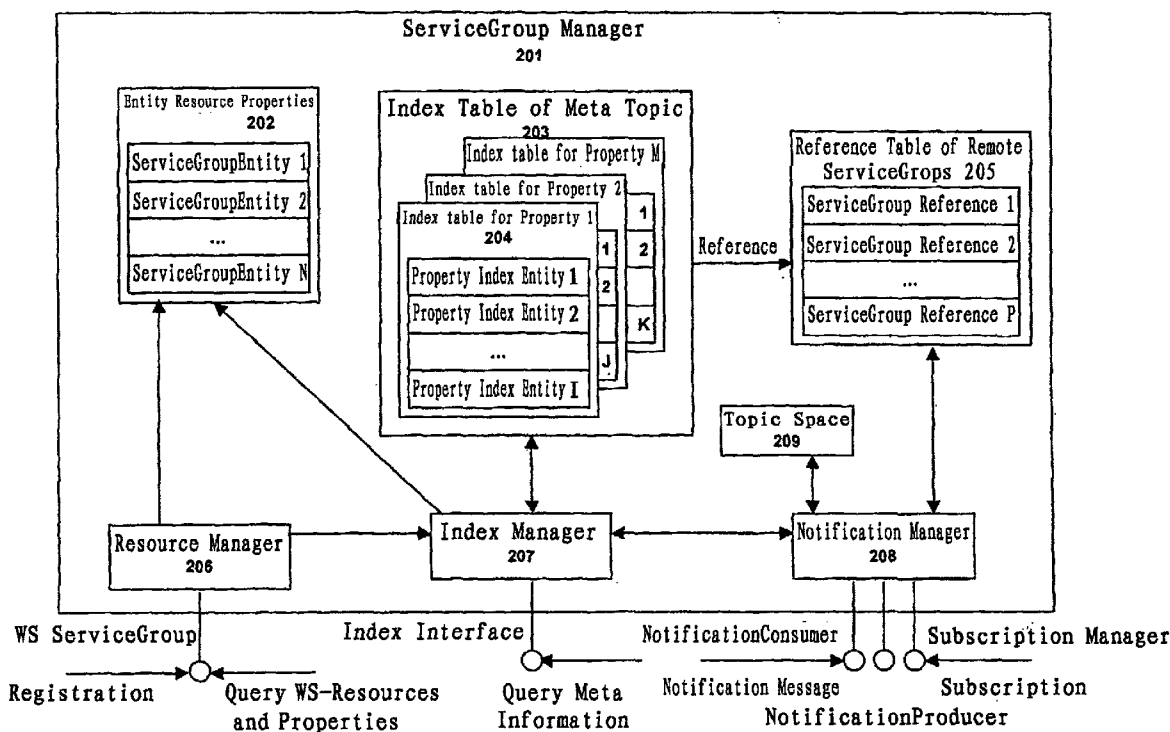 ServiceGroup Manager
201
Entity Resource Properties
202
ServiceGroupEntity 1
ServiceGroupEntity 2
...
ServiceGroupEntity N
Index Table of Meta Topic
203
Index table for Property M
1
2
K
Index table for Property 2
1
2
J
Index table for Property 1
204
Property Index Entity 1
Property Index Entity 2
...
Property Index Entity I
Reference
Reference Table of Remote
ServiceGrops 205
ServiceGroup Reference 1
ServiceGroup Reference 2
...
ServiceGroup Reference P
Topic Space
209
Resource Manager
206
Index Manager
207
Notification Manager
208
WS ServiceGroup
Registration
Query WS-Resources
and Properties
Index Interface
Query Meta
Information
NotificationConsumer
Notification Message
NotificationProducer
Subscription Manager
Subscription